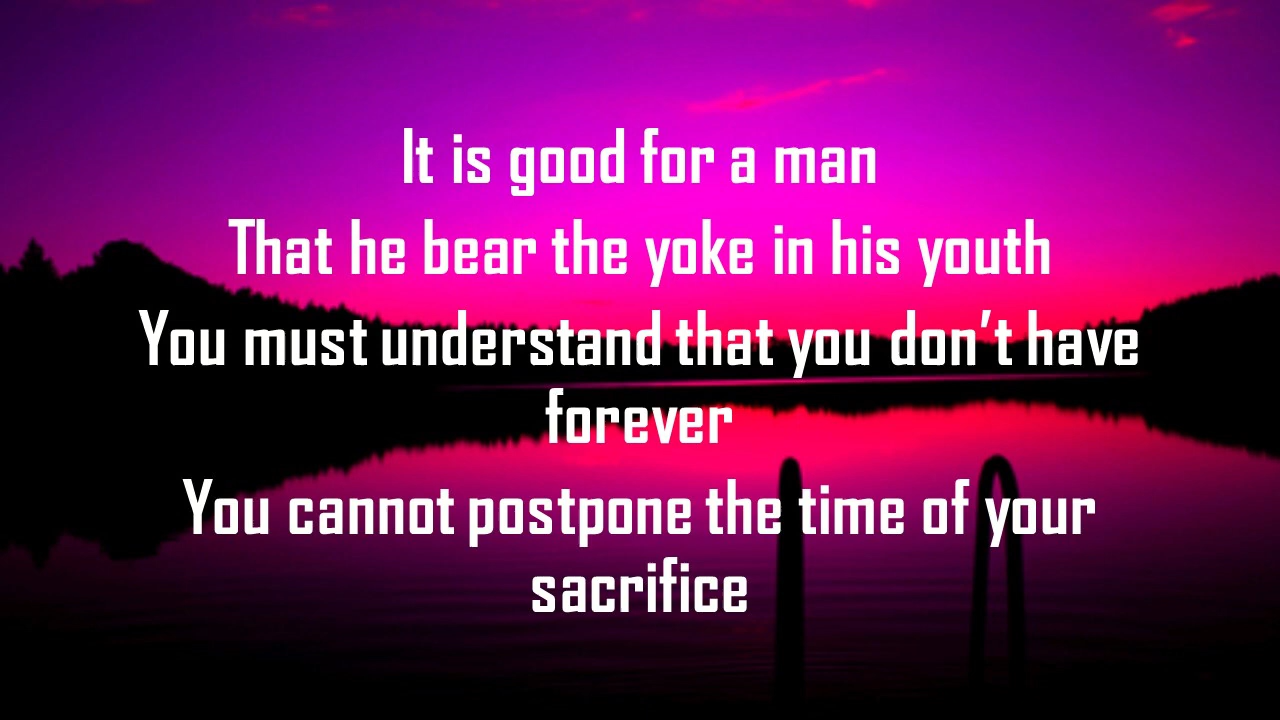 It is good for a man
That he bear the yoke in his youth
You must understand that you don't have
forever
You cannot postpone the time of your
sacrifice